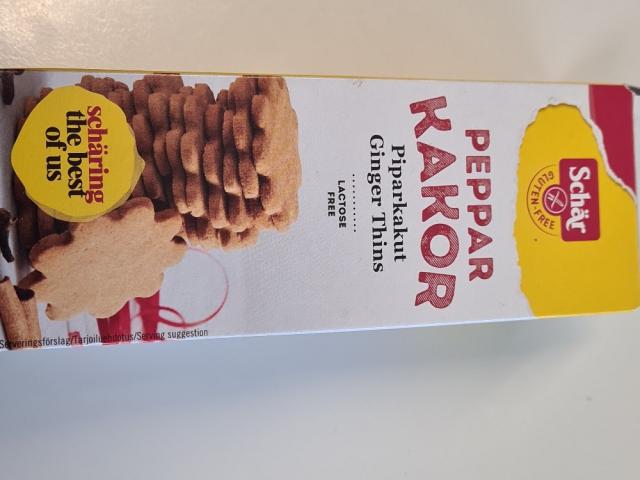 Schär
GLUTEN-FREE
PEPPAR
KAKOR
Piparkakut
Ginger Thins
LACTOSE
FREE
schäring
the best
of us
Serveringsförslag/Tarjoiluehdotus/Serving suggestion